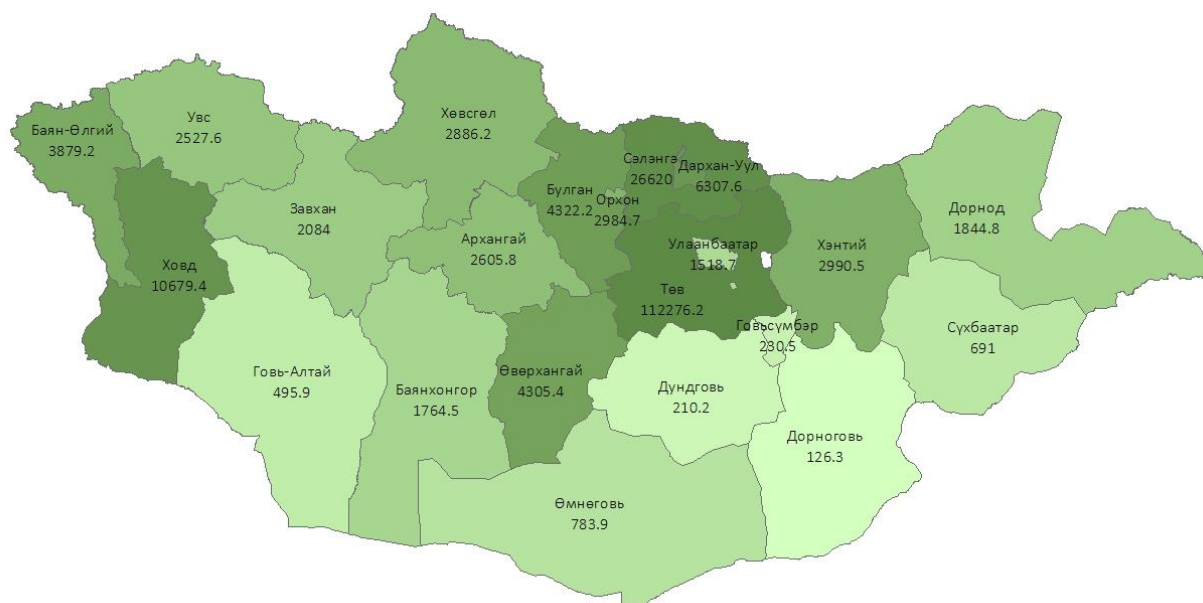 Баян-Өлгий
3879.2
Увс
2527.6
Хөвсгөл
2886.2
Ховд
10679.4
Завхан
2084
Архангай
2605.8
Булган
4322.2
Орхон
2984.7
Сэлэнгэ
26620
Дархан-Уул
6307.6
Улаанбаатар
1518.7
Төв
112276.2
Хэнтий
2990.5
Дорнод
1844.8
Сүхбаатар
691
Говьсүмбэр
230.5
Говь-Алтай
495.9
Баянхонгор
1764.5
Өвөрхангай
4305.4
Дундговь
210.2
Дорноговь
126.3
Өмнөговь
783.9